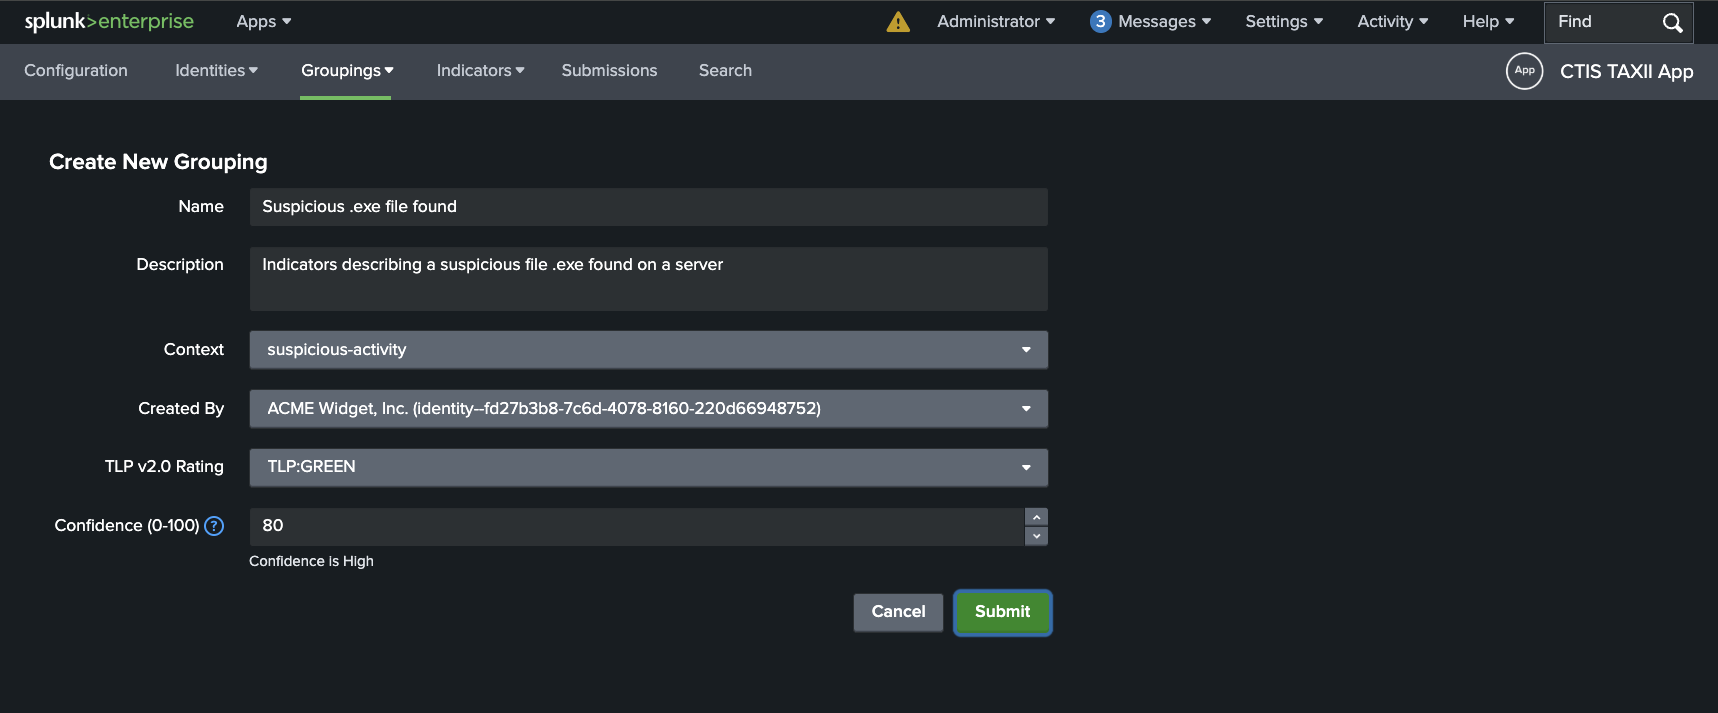 splunk>enterprise Apps Administrator 3 Messages Settings Activity Help Find
Configuration Identities Groupings Indicators Submissions Search App CTIS TAXII App
Create New Grouping
Name Suspicious .exe file found
Description Indicators describing a suspicious file .exe found on a server
Context suspicious-activity
Created By ACME Widget, Inc. (identity--fd27b3b8-7c6d-4078-8160-220d66948752)
TLP v2.0 Rating TLP:GREEN
Confidence (0-100) ? 80
Confidence is High
Cancel Submit